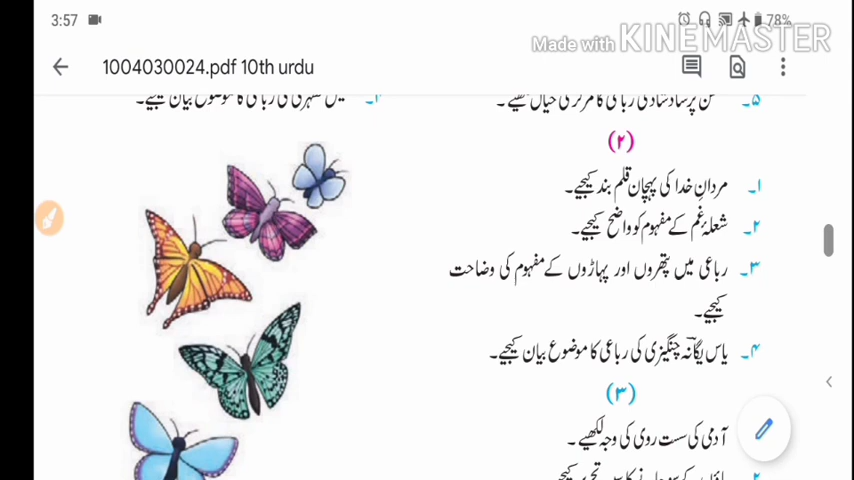 3:57
78%
Made with KINEMASTER
1004030024.pdf 10th urdu
(۲)
۱۔ مردانِ خدا کی پہچان قلم بند کیجیے۔
۲۔ شعلۂ غم کے مفہوم کو واضح کیجیے۔
۳۔ رباعی میں پتھروں اور پہاڑوں کے مفہوم کی وضاحت
کیجیے۔
۴۔ یاس یگانہ چنگیزی کی رباعی کا موضوع بیان کیجیے۔
(۳)
آدمی کی سست روی کی وجہ لکھیے۔